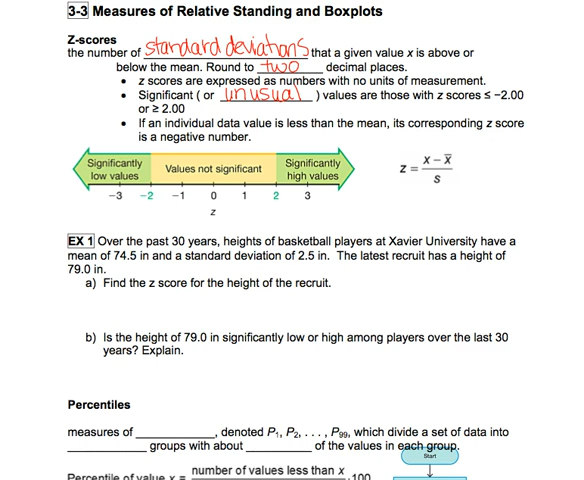 3-3 Measures of Relative Standing and Boxplots
Z-scores
the number of standard deviations that a given value x is above or
below the mean. Round to two decimal places.
• z scores are expressed as numbers with no units of measurement.
• Significant ( or unusual ) values are those with z scores ≤ −2.00
or ≥ 2.00
• If an individual data value is less than the mean, its corresponding z score
is a negative number.
Significantly low values
Values not significant
Significantly high values
−3 −2 −1 0 1 2 3
z
z = (x − x̅) / s
EX 1 Over the past 30 years, heights of basketball players at Xavier University have a
mean of 74.5 in and a standard deviation of 2.5 in. The latest recruit has a height of
79.0 in.
a) Find the z score for the height of the recruit.
b) Is the height of 79.0 in significantly low or high among players over the last 30
years? Explain.
Percentiles
measures of ____________, denoted P₁, P₂, . . . , P₉₉, which divide a set of data into
____________ groups with about __________ of the values in each group.
Start
number of values less than x
Percentile of value x = ·100